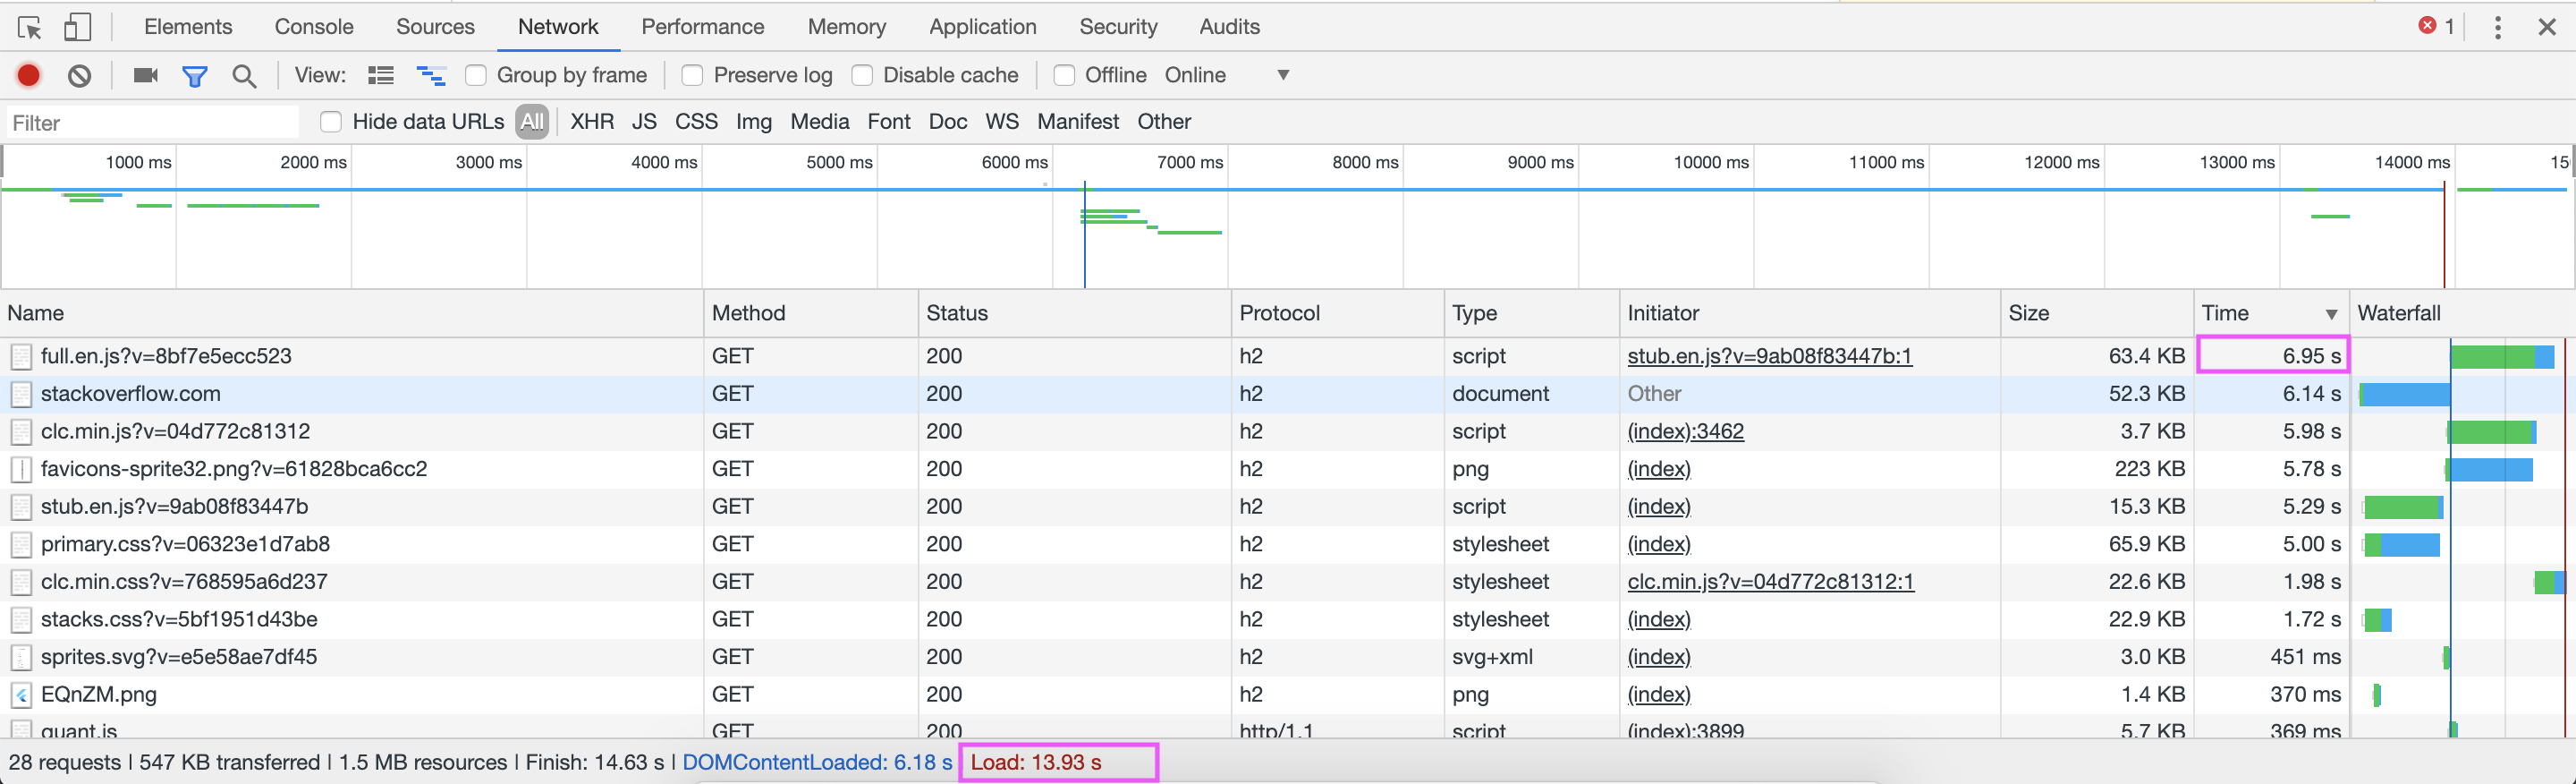 Elements Console Sources Network Performance Memory Application Security Audits 1
View: Group by frame Preserve log Disable cache Offline Online ▼
Filter Hide data URLs All XHR JS CSS Img Media Font Doc WS Manifest Other
1000 ms 2000 ms 3000 ms 4000 ms 5000 ms 6000 ms 7000 ms 8000 ms 9000 ms 10000 ms 11000 ms 12000 ms 13000 ms 14000 ms 15
Name Method Status Protocol Type Initiator Size Time ▼ Waterfall
full.en.js?v=8bf7e5ecc523 GET 200 h2 script stub.en.js?v=9ab08f83447b:1 63.4 KB 6.95 s
stackoverflow.com GET 200 h2 document Other 52.3 KB 6.14 s
clc.min.js?v=04d772c81312 GET 200 h2 script (index):3462 3.7 KB 5.98 s
favicons-sprite32.png?v=61828bca6cc2 GET 200 h2 png (index) 223 KB 5.78 s
stub.en.js?v=9ab08f83447b GET 200 h2 script (index) 15.3 KB 5.29 s
primary.css?v=06323e1d7ab8 GET 200 h2 stylesheet (index) 65.9 KB 5.00 s
clc.min.css?v=768595a6d237 GET 200 h2 stylesheet clc.min.js?v=04d772c81312:1 22.6 KB 1.98 s
stacks.css?v=5bf1951d43be GET 200 h2 stylesheet (index) 22.9 KB 1.72 s
sprites.svg?v=e5e58ae7df45 GET 200 h2 svg+xml (index) 3.0 KB 451 ms
EQnZM.png GET 200 h2 png (index) 1.4 KB 370 ms
quant.js GET 200 http/1.1 script (index):3899 5.7 KB 369 ms
28 requests | 547 KB transferred | 1.5 MB resources | Finish: 14.63 s | DOMContentLoaded: 6.18 s Load: 13.93 s